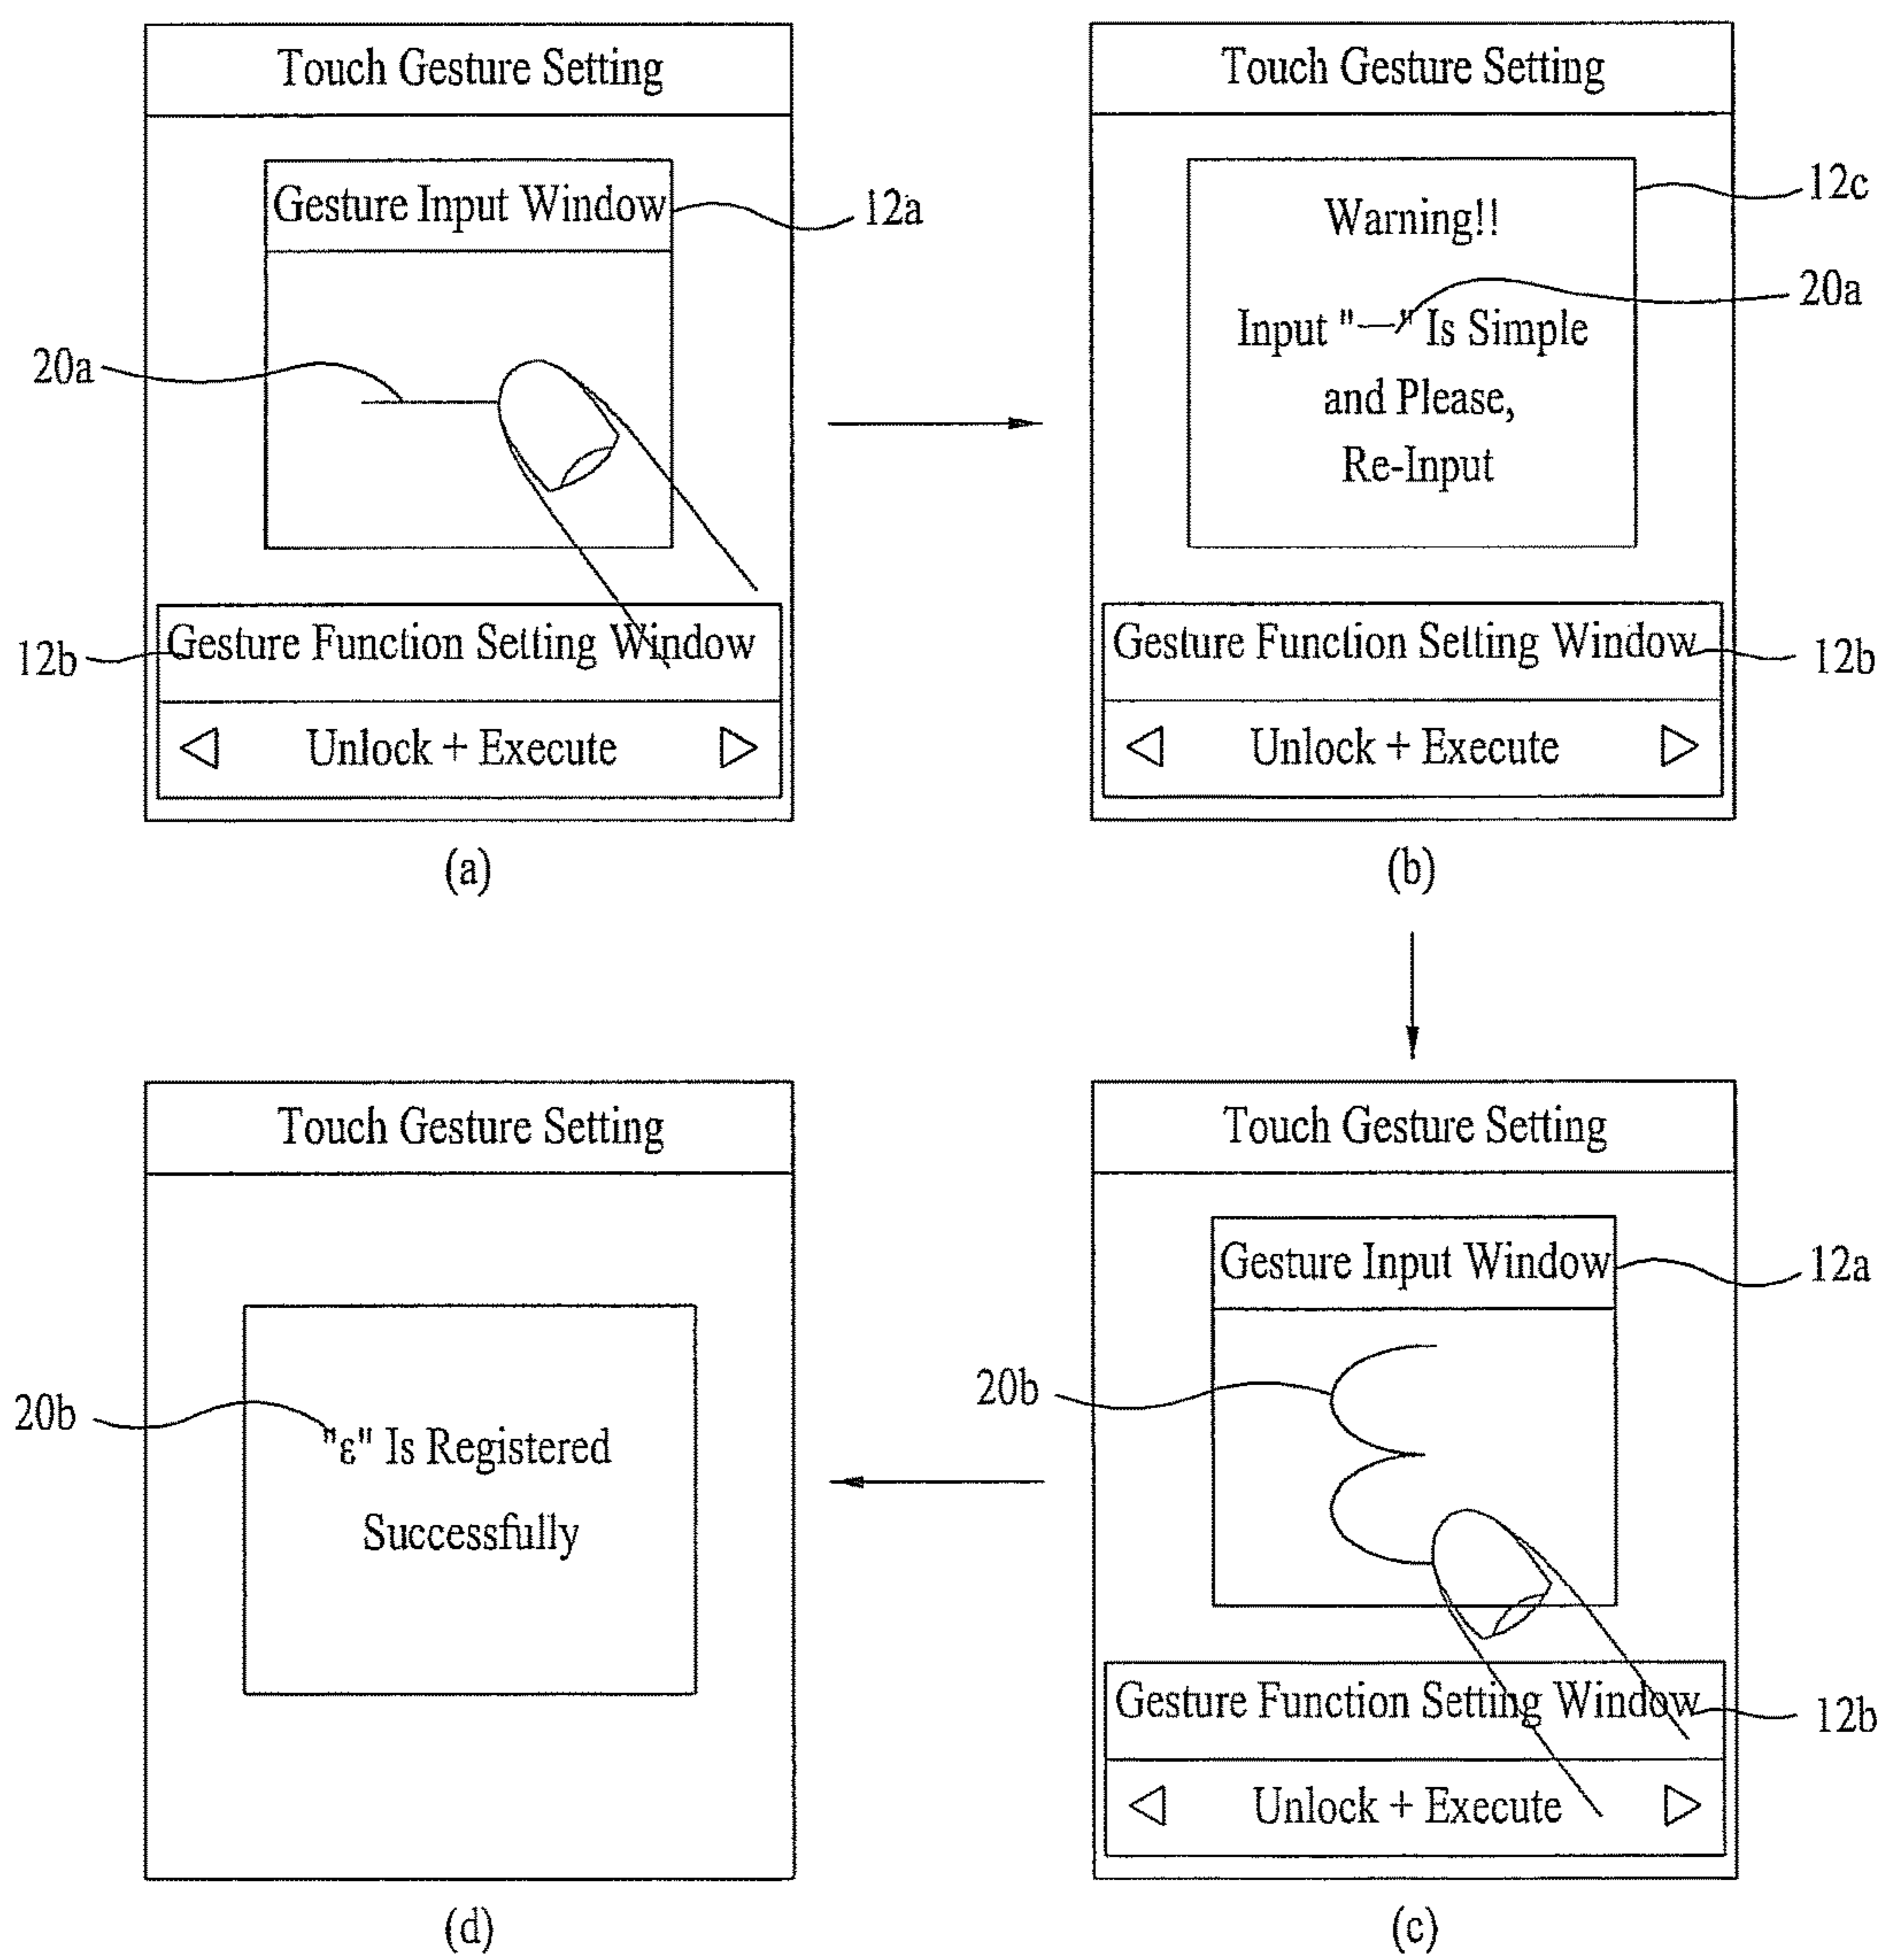 Touch Gesture Setting
Gesture Input Window
12a
20a
12b
Gesture Function Setting Window
◁ Unlock + Execute ▷
(a)
Touch Gesture Setting
12c
Warning!!
20a
Input "—" Is Simple
and Please,
Re-Input
Gesture Function Setting Window
12b
◁ Unlock + Execute ▷
(b)
Touch Gesture Setting
Gesture Input Window
12a
20b
Gesture Function Setting Window
12b
◁ Unlock + Execute ▷
(c)
Touch Gesture Setting
20b
"ε" Is Registered
Successfully
(d)